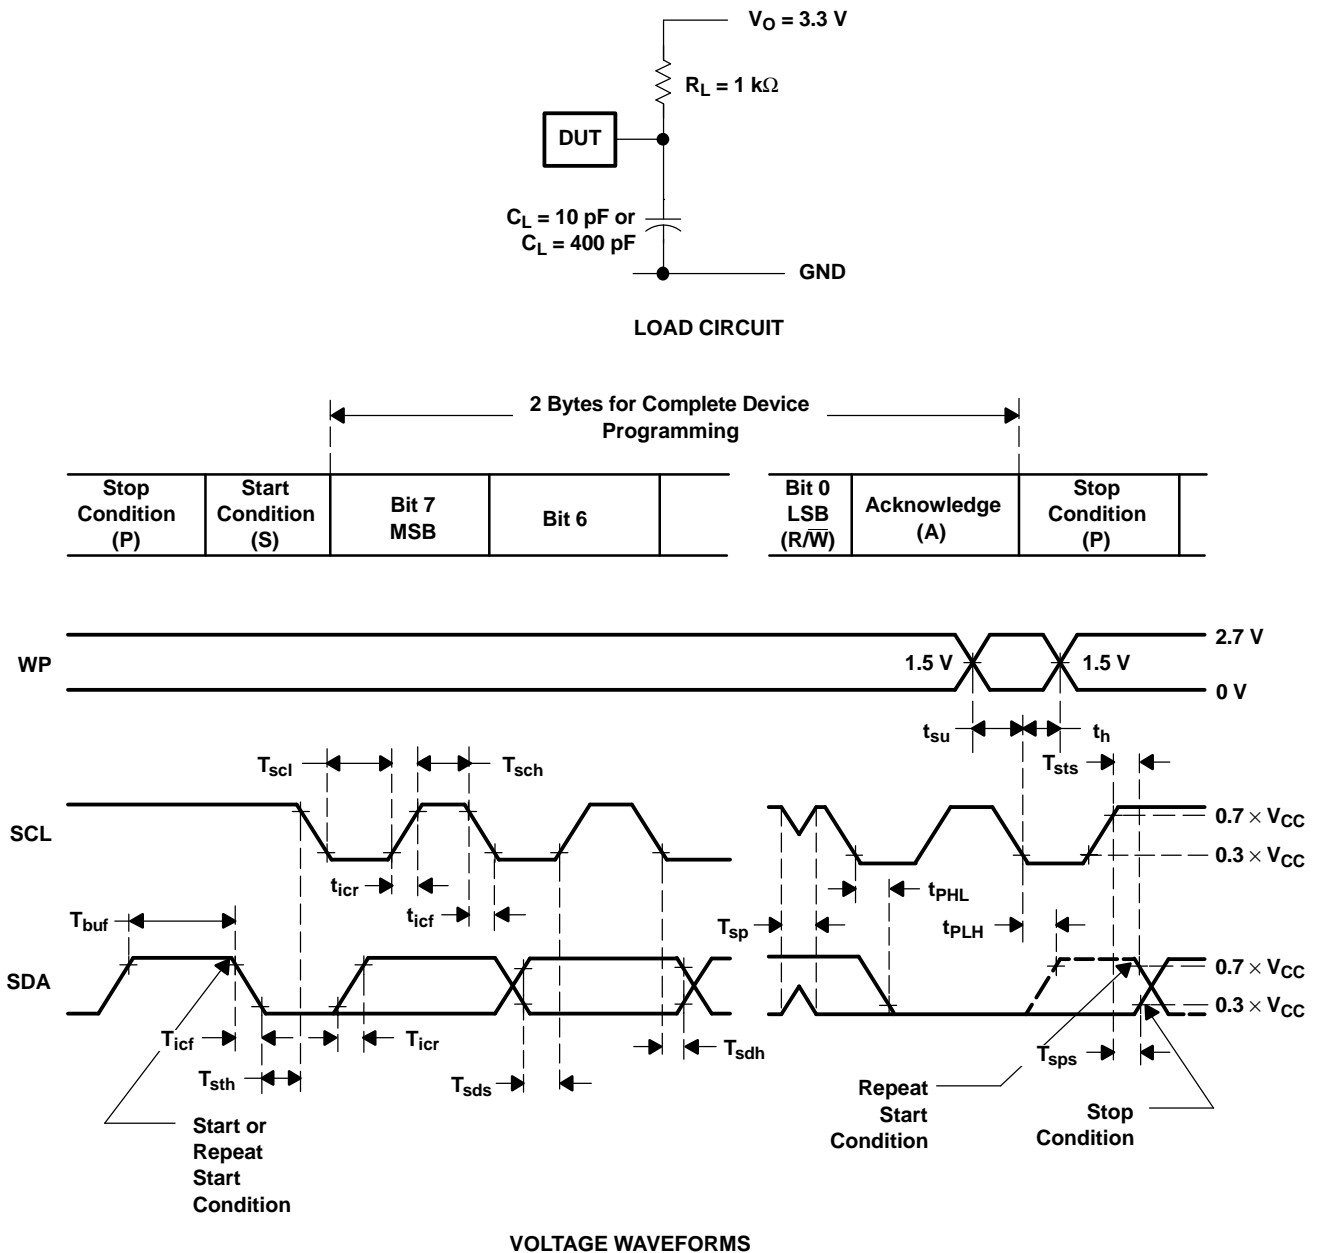 V_O = 3.3 V
R_L = 1 kΩ
DUT
C_L = 10 pF or
C_L = 400 pF
GND
LOAD CIRCUIT
2 Bytes for Complete Device
Programming
Stop
Condition
(P)
Start
Condition
(S)
Bit 7
MSB
Bit 6
Bit 0
LSB
(R/W̅)
Acknowledge
(A)
Stop
Condition
(P)
WP
1.5 V
1.5 V
2.7 V
0 V
t_su
t_h
T_scl
T_sch
T_sts
SCL
0.7 × V_CC
0.3 × V_CC
t_icr
t_icf
t_PHL
T_buf
T_sp
t_PLH
SDA
0.7 × V_CC
0.3 × V_CC
T_icf
T_icr
T_sdh
T_sps
T_sth
T_sds
Start or
Repeat
Start
Condition
Repeat
Start
Condition
Stop
Condition
VOLTAGE WAVEFORMS